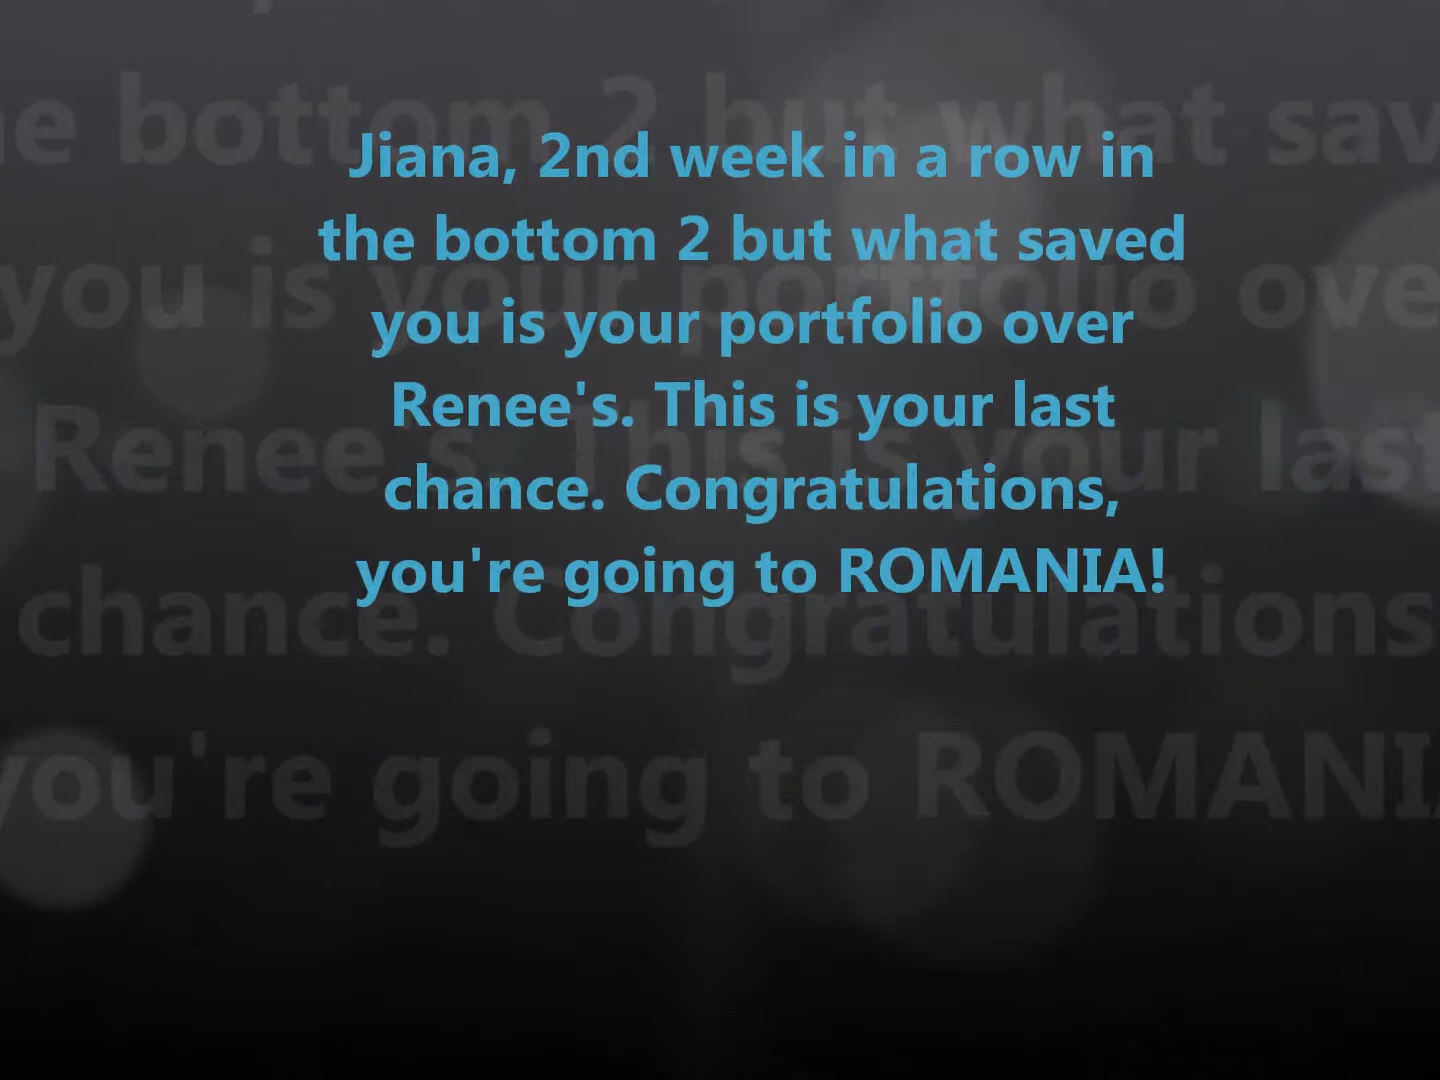 Jiana, 2nd week in a row in
the bottom 2 but what saved
you is your portfolio over
Renee's. This is your last
chance. Congratulations,
you're going to ROMANIA!